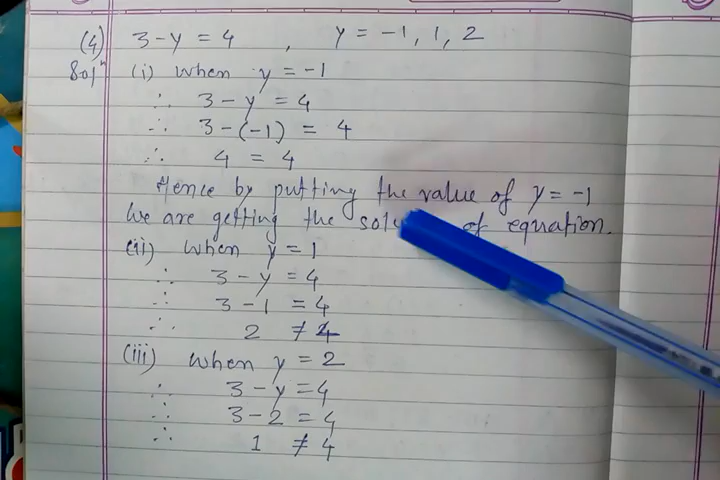 (4) 3-y = 4 , y = -1, 1, 2
Solⁿ (i) when y = -1
∴ 3 - y = 4
∴ 3-(-1) = 4
∴ 4 = 4
Hence by putting the value of y = -1
We are getting the of equation.
(ii) when y = 1
∴ 3 - y = 4
∴ 3 - 1 = 4
∴ 2 ≠ 4
(iii) when y = 2
∴ 3 - y = 4
∴ 3 - 2 = 4
∴ 1 ≠ 4